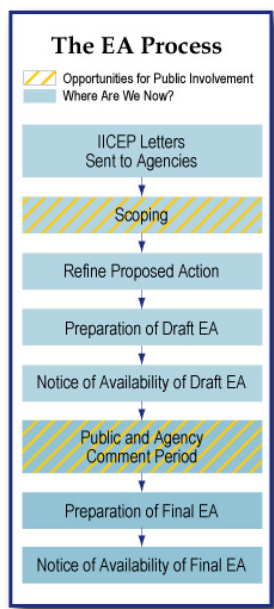 The EA Process
Opportunities for Public Involvement
Where Are We Now?
IICEP Letters
Sent to Agencies
Scoping
Refine Proposed Action
Preparation of Draft EA
Notice of Availability of Draft EA
Public and Agency
Comment Period
Preparation of Final EA
Notice of Availability of Final EA